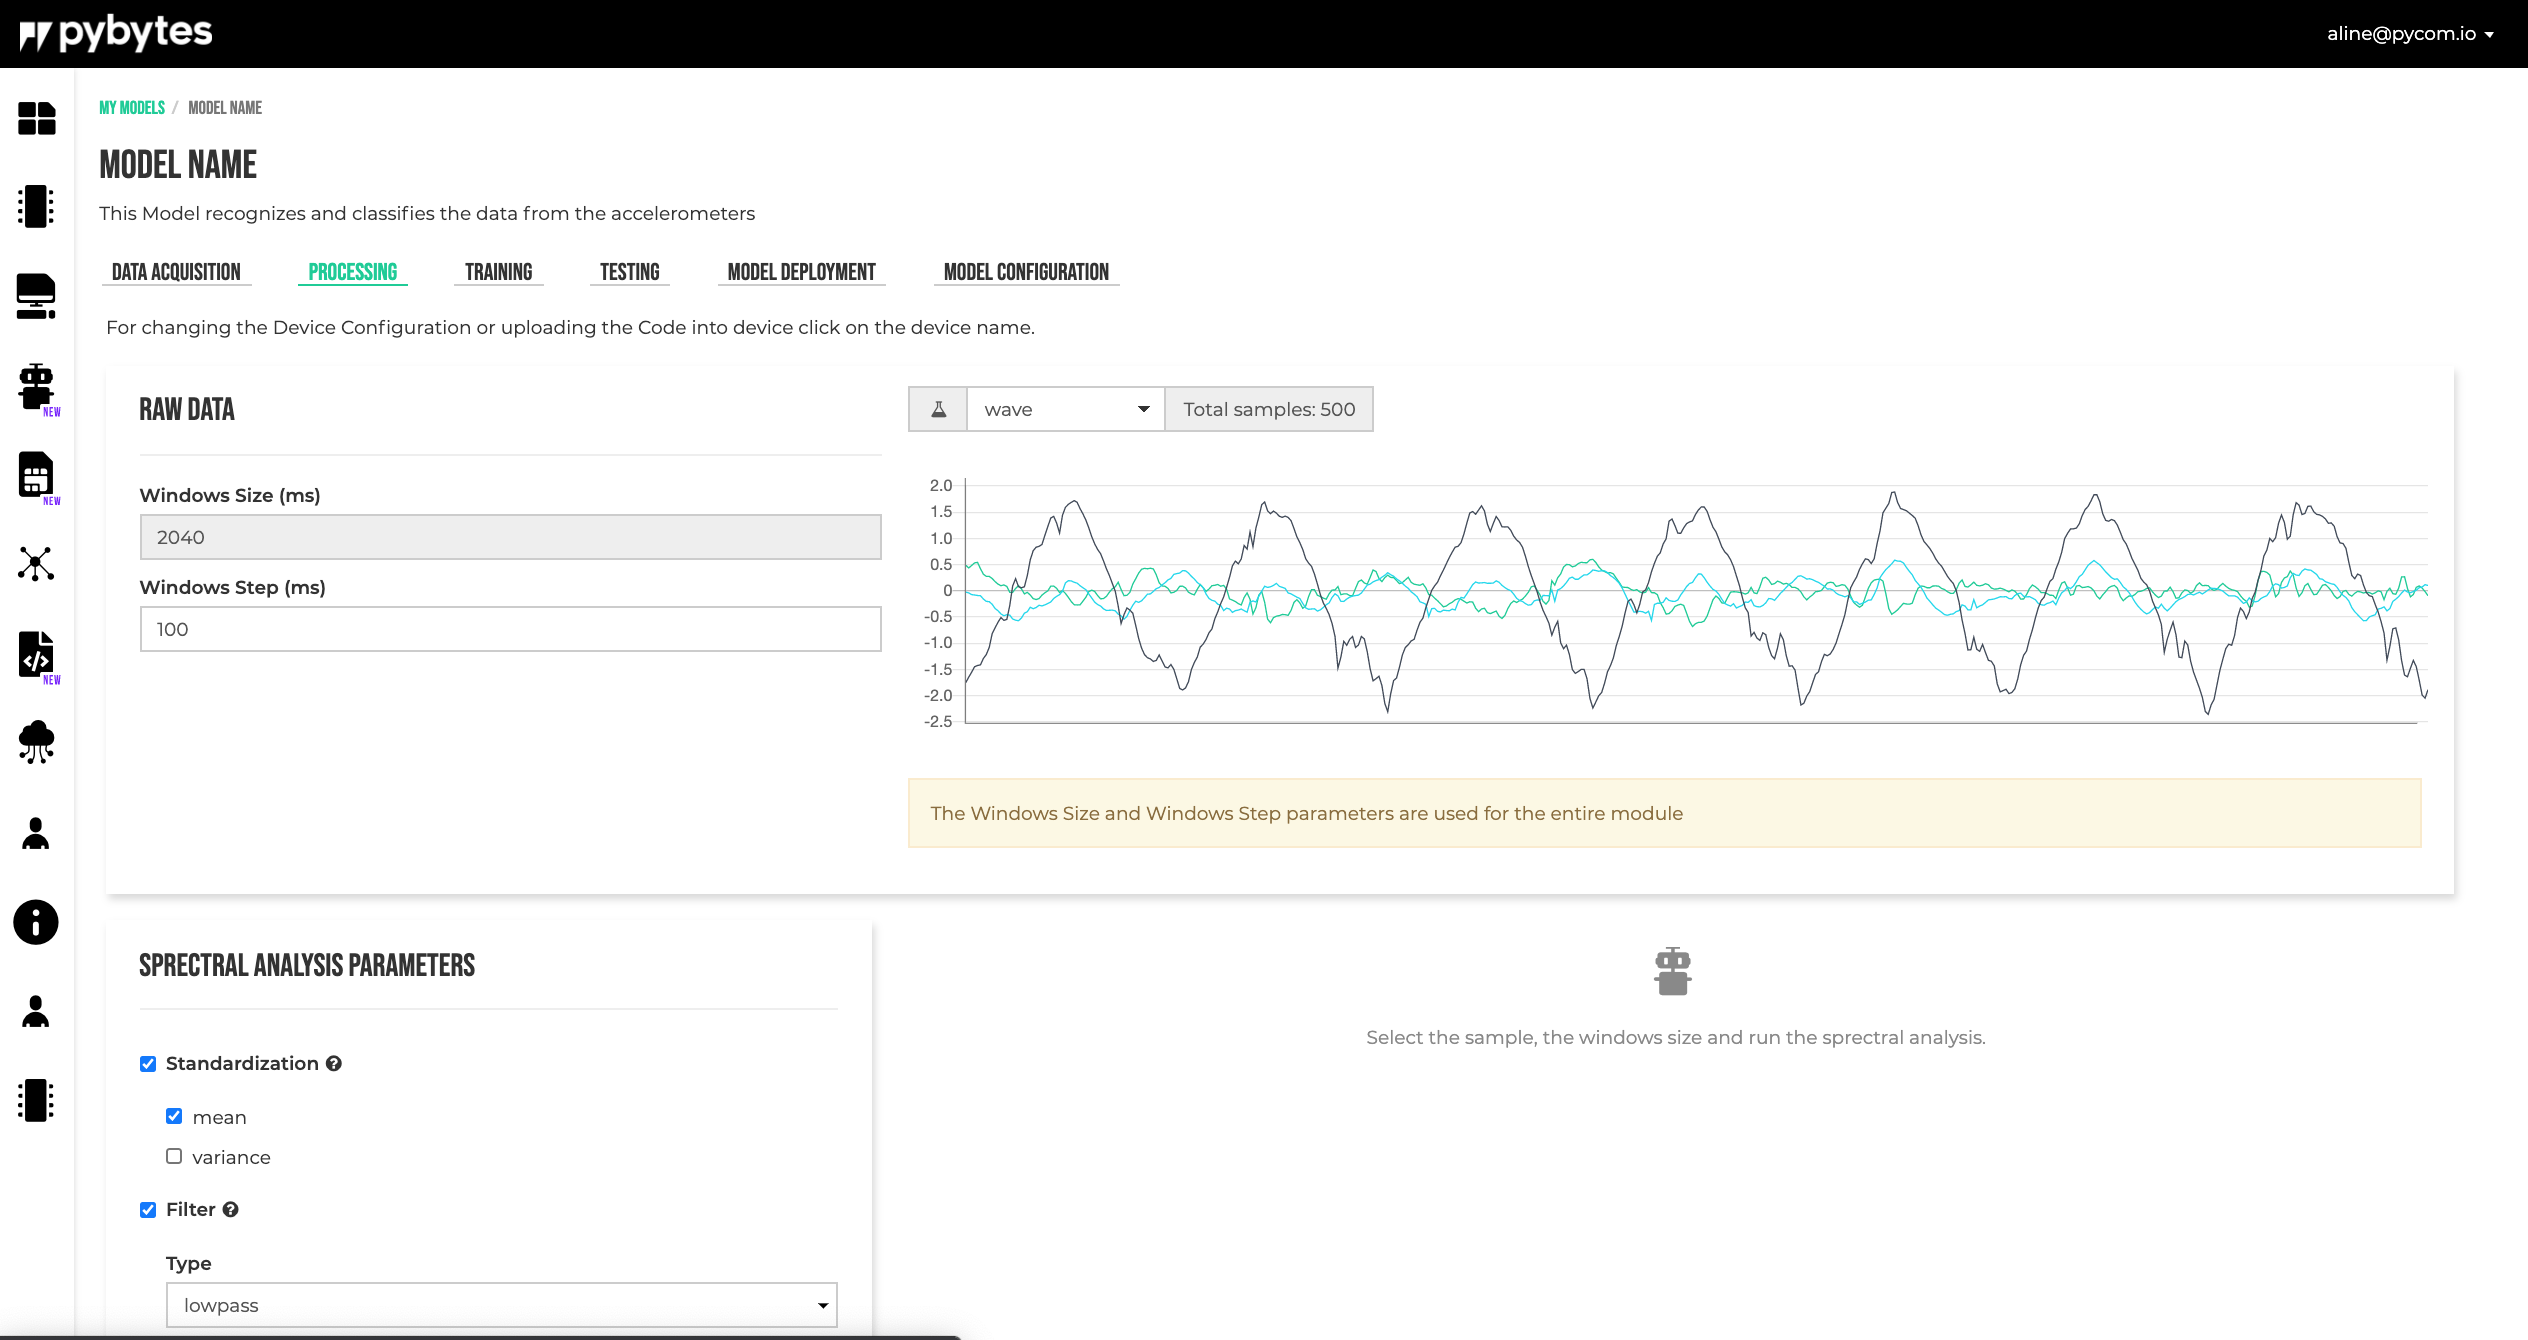 pybytes
aline@pycom.io
MY MODELS / MODEL NAME
MODEL NAME
This Model recognizes and classifies the data from the accelerometers
DATA ACQUISITION PROCESSING TRAINING TESTING MODEL DEPLOYMENT MODEL CONFIGURATION
For changing the Device Configuration or uploading the Code into device click on the device name.
RAW DATA
Windows Size (ms)
2040
Windows Step (ms)
100
wave Total samples: 500
2.0
1.5
1.0
0.5
0
-0.5
-1.0
-1.5
-2.0
-2.5
The Windows Size and Windows Step parameters are used for the entire module
NEW
NEW
NEW
SPRECTRAL ANALYSIS PARAMETERS
Standardization ?
mean
variance
Filter ?
Type
lowpass
Select the sample, the windows size and run the sprectral analysis.